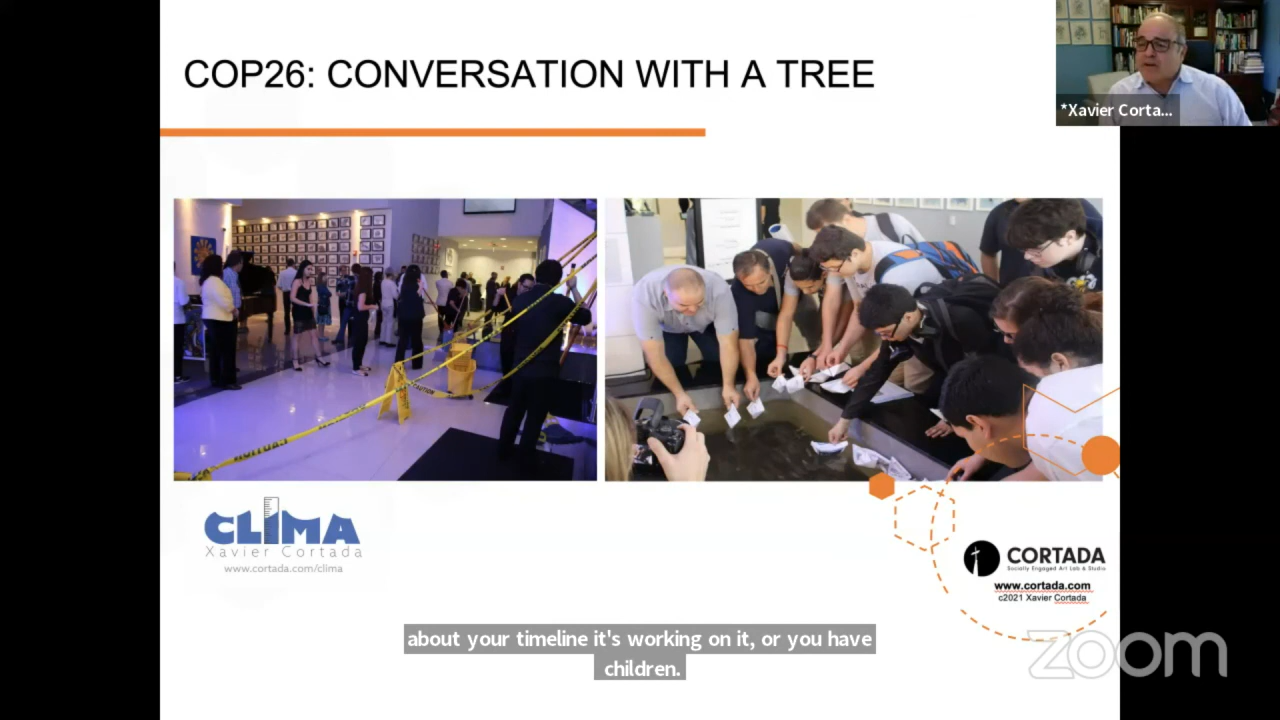 COP26: CONVERSATION WITH A TREE
*Xavier Corta...
CAUTION
CLIMA
Xavier Cortada
www.cortada.com/clima
CORTADA
Socially Engaged Art Lab & Studio
www.cortada.com
c2021 Xavier Cortada
about your timeline it's working on it, or you have
children.
zoom